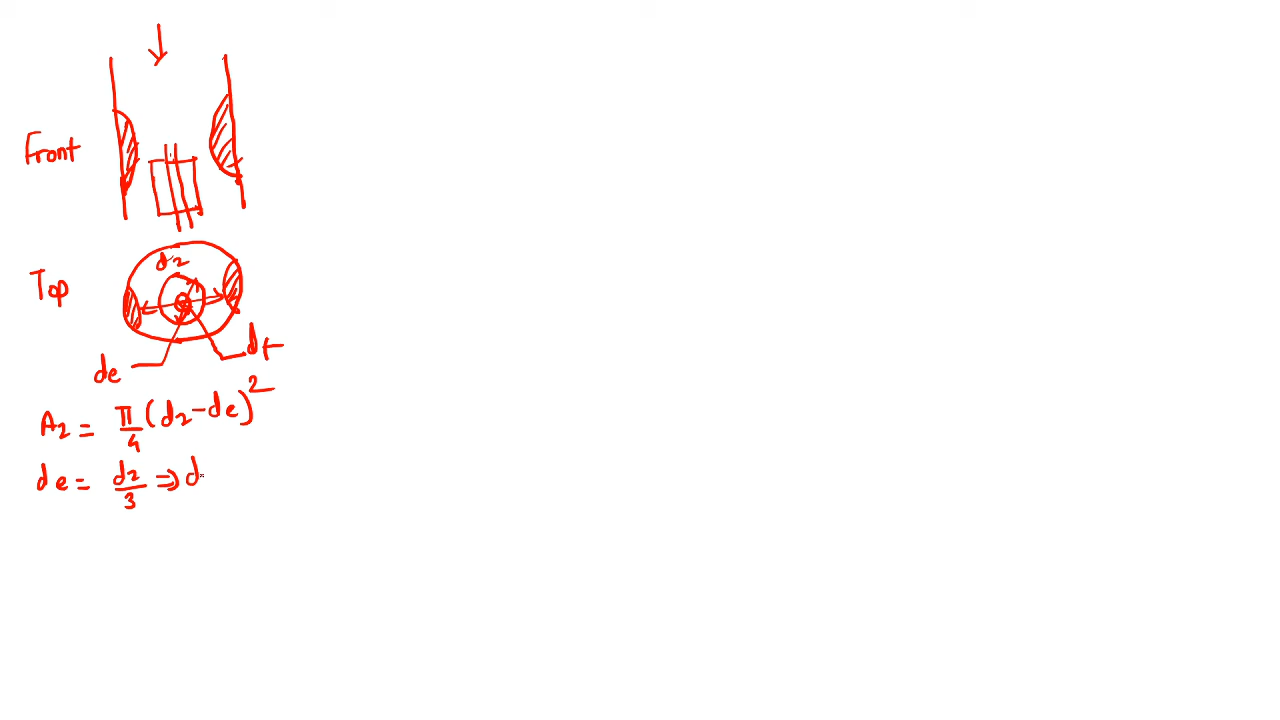 Front
Top
d2
de
df
A2 = π/4 (d2-de)^2
de = d2/3 ⇒ d